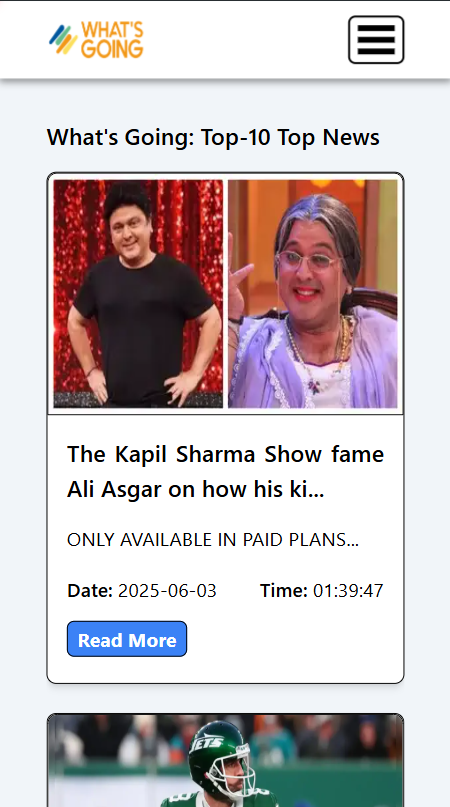 WHAT'S
GOING
What's Going: Top-10 Top News
The Kapil Sharma Show fame
Ali Asgar on how his ki...
ONLY AVAILABLE IN PAID PLANS...
Date: 2025-06-03 Time: 01:39:47
Read More
JETS